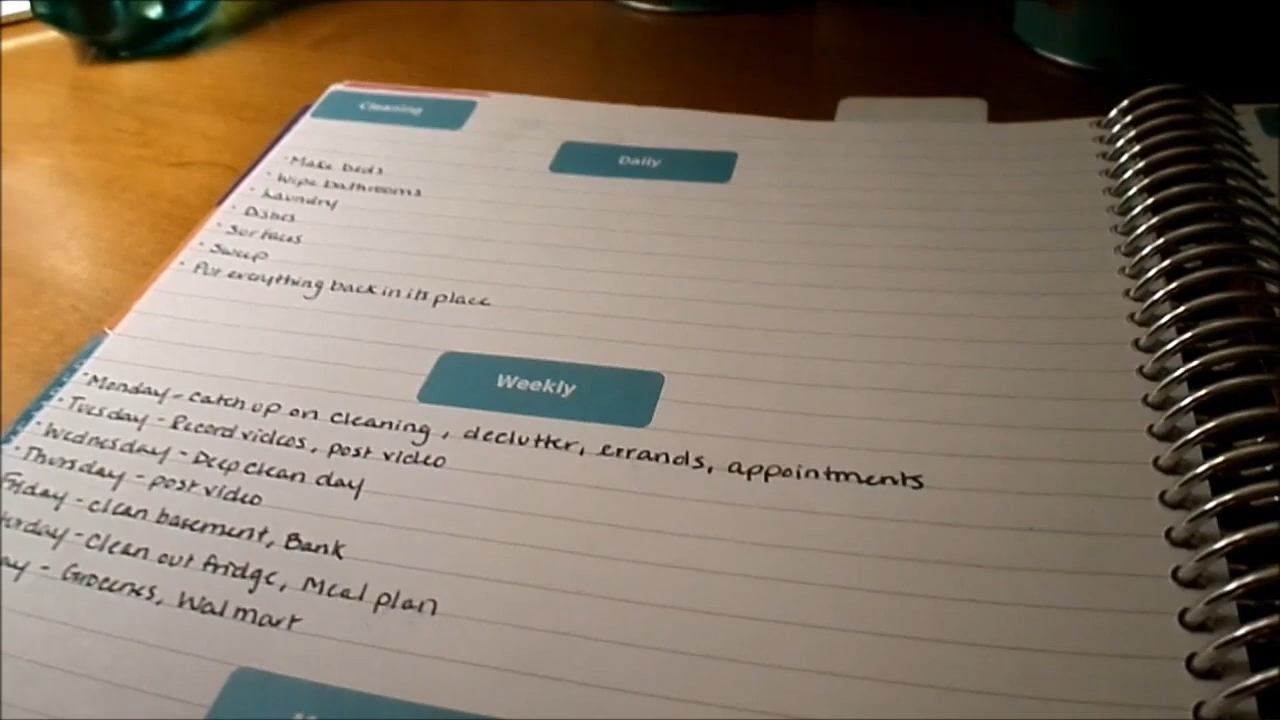 Cleaning
Daily
· Make beds
· Wipe bathrooms
· Laundry
· Dishes
· Surfaces
· Sweep
· Put everything back in its place
Weekly
· Monday - catch up on cleaning, declutter, errands, appointments
· Tuesday - Record videos, post video
· Wednesday - Deep clean day
· Thursday - post video
Friday - clean basement, Bank
turday - Clean out fridge, Meal plan
ay - Groceries, Walmart